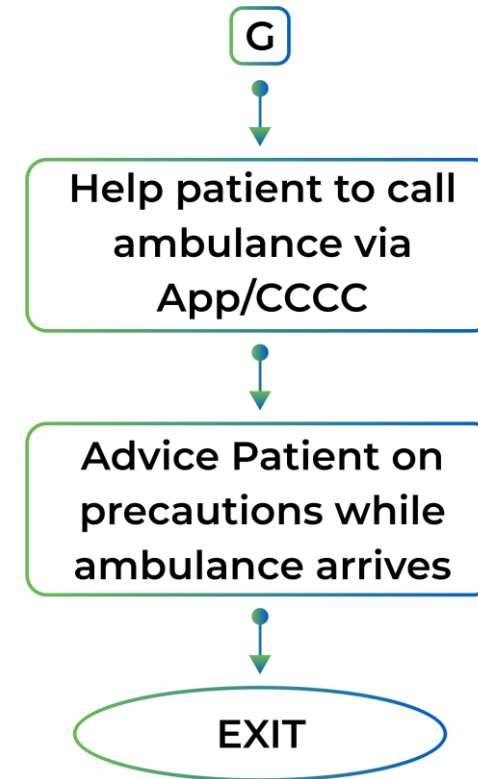 G
Help patient to call
ambulance via
App/CCCC
Advice Patient on
precautions while
ambulance arrives
EXIT